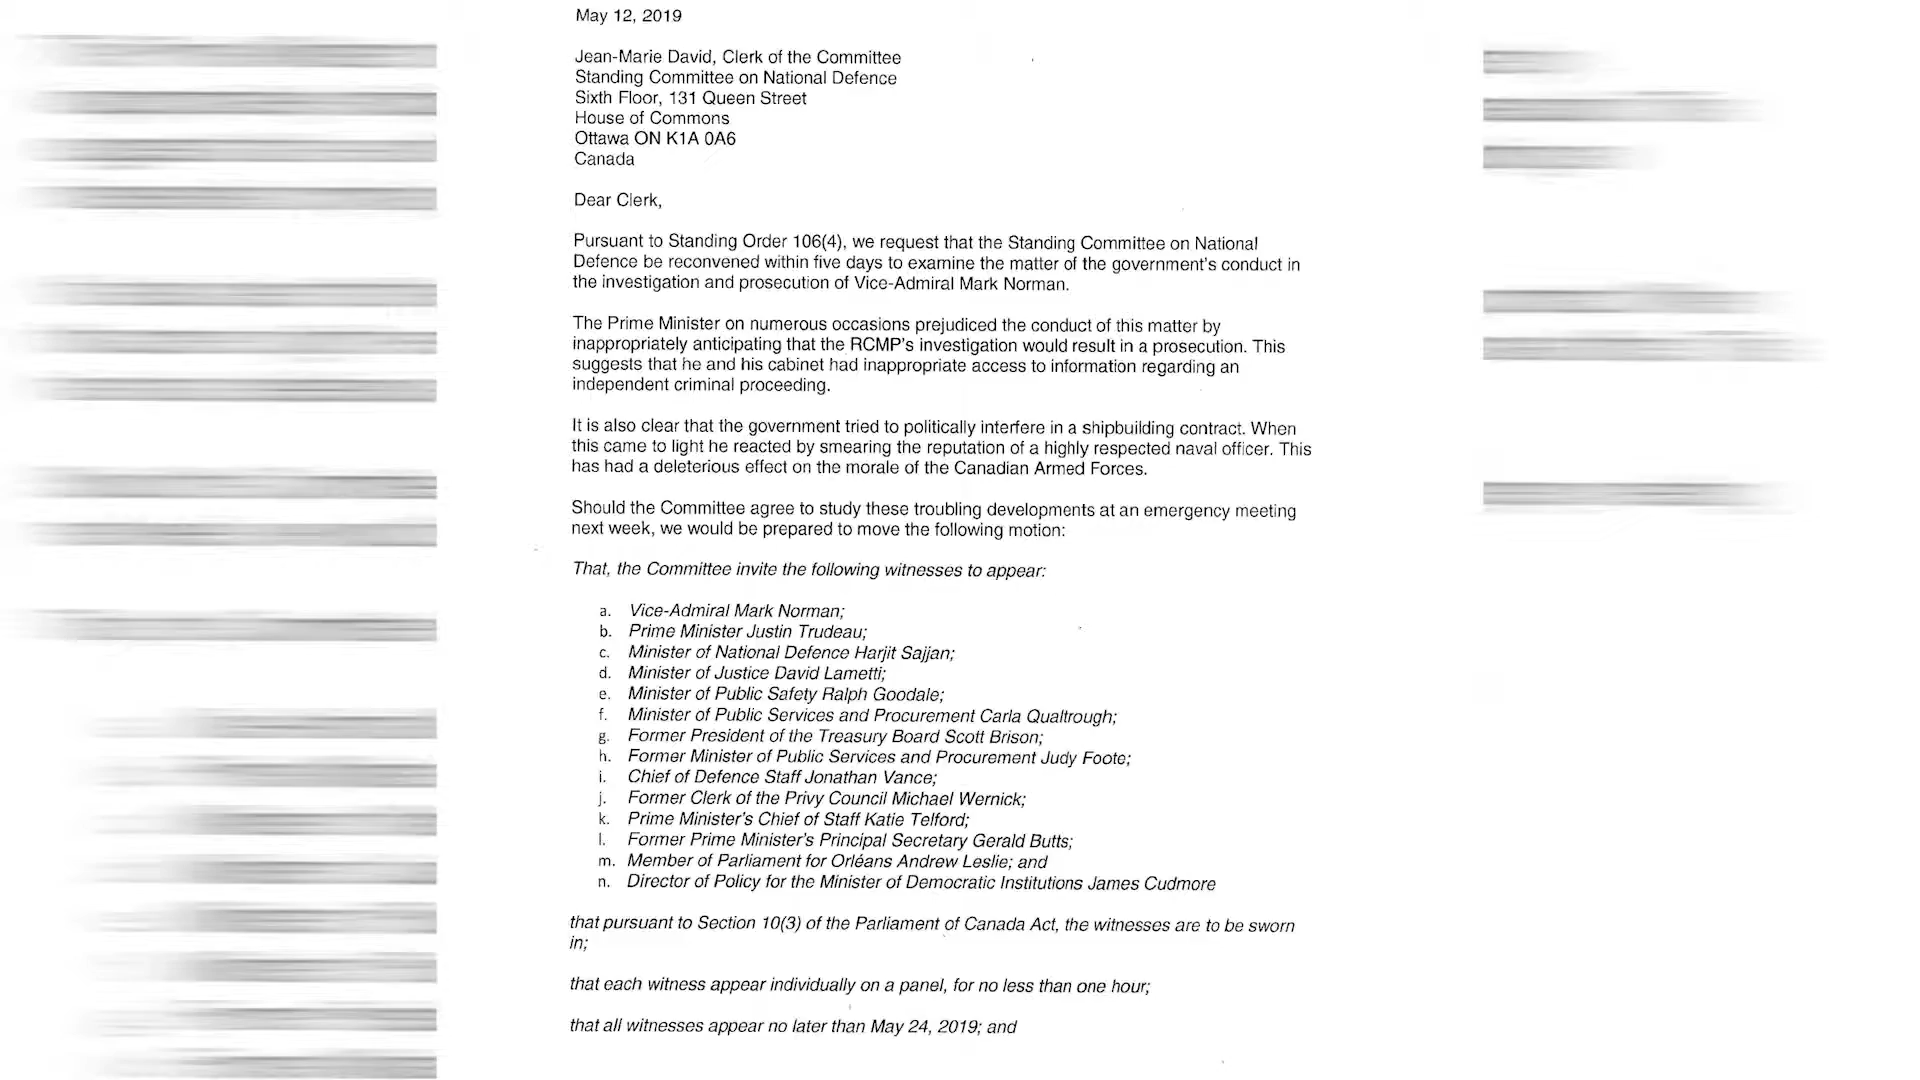 May 12, 2019
Jean-Marie David, Clerk of the Committee
Standing Committee on National Defence
Sixth Floor, 131 Queen Street
House of Commons
Ottawa ON K1A 0A6
Canada
Dear Clerk,
Pursuant to Standing Order 106(4), we request that the Standing Committee on National
Defence be reconvened within five days to examine the matter of the government's conduct in
the investigation and prosecution of Vice-Admiral Mark Norman.
The Prime Minister on numerous occasions prejudiced the conduct of this matter by
inappropriately anticipating that the RCMP's investigation would result in a prosecution. This
suggests that he and his cabinet had inappropriate access to information regarding an
independent criminal proceeding.
It is also clear that the government tried to politically interfere in a shipbuilding contract. When
this came to light he reacted by smearing the reputation of a highly respected naval officer. This
has had a deleterious effect on the morale of the Canadian Armed Forces.
Should the Committee agree to study these troubling developments at an emergency meeting
next week, we would be prepared to move the following motion:
That, the Committee invite the following witnesses to appear:
a. Vice-Admiral Mark Norman;
b. Prime Minister Justin Trudeau;
c. Minister of National Defence Harjit Sajjan;
d. Minister of Justice David Lametti;
e. Minister of Public Safety Ralph Goodale;
f. Minister of Public Services and Procurement Carla Qualtrough;
g. Former President of the Treasury Board Scott Brison;
h. Former Minister of Public Services and Procurement Judy Foote;
i. Chief of Defence Staff Jonathan Vance;
j. Former Clerk of the Privy Council Michael Wernick;
k. Prime Minister's Chief of Staff Katie Telford;
l. Former Prime Minister's Principal Secretary Gerald Butts;
m. Member of Parliament for Orléans Andrew Leslie; and
n. Director of Policy for the Minister of Democratic Institutions James Cudmore
that pursuant to Section 10(3) of the Parliament of Canada Act, the witnesses are to be sworn
in;
that each witness appear individually on a panel, for no less than one hour;
that all witnesses appear no later than May 24, 2019; and